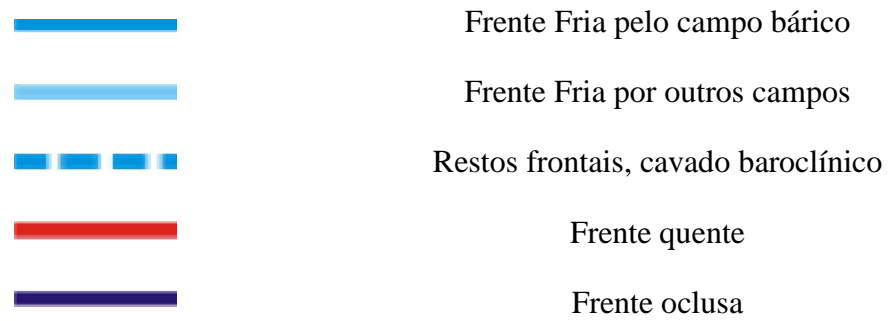 Frente Fria pelo campo bárico
Frente Fria por outros campos
Restos frontais, cavado baroclínico
Frente quente
Frente oclusa